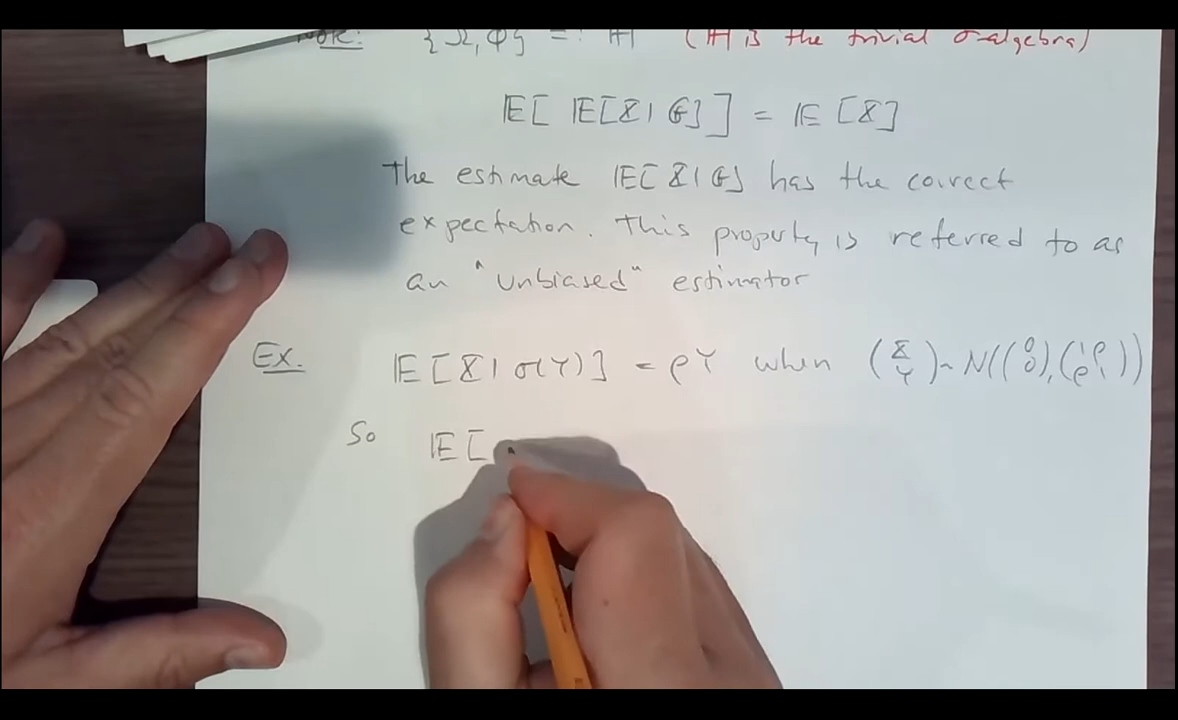 Note: {Ω, Φ} =: ℍ (ℍ is the trivial σ-algebra)
𝔼[ 𝔼[X | G] ] = 𝔼[X]
The estimate 𝔼[X | G] has the correct
expectation. This property is referred to as
an "unbiased" estimator
Ex. 𝔼[X | σ(Y)] = ρY when (X Y) ~ N((0 0), (1 ρ ρ 1))
So 𝔼[